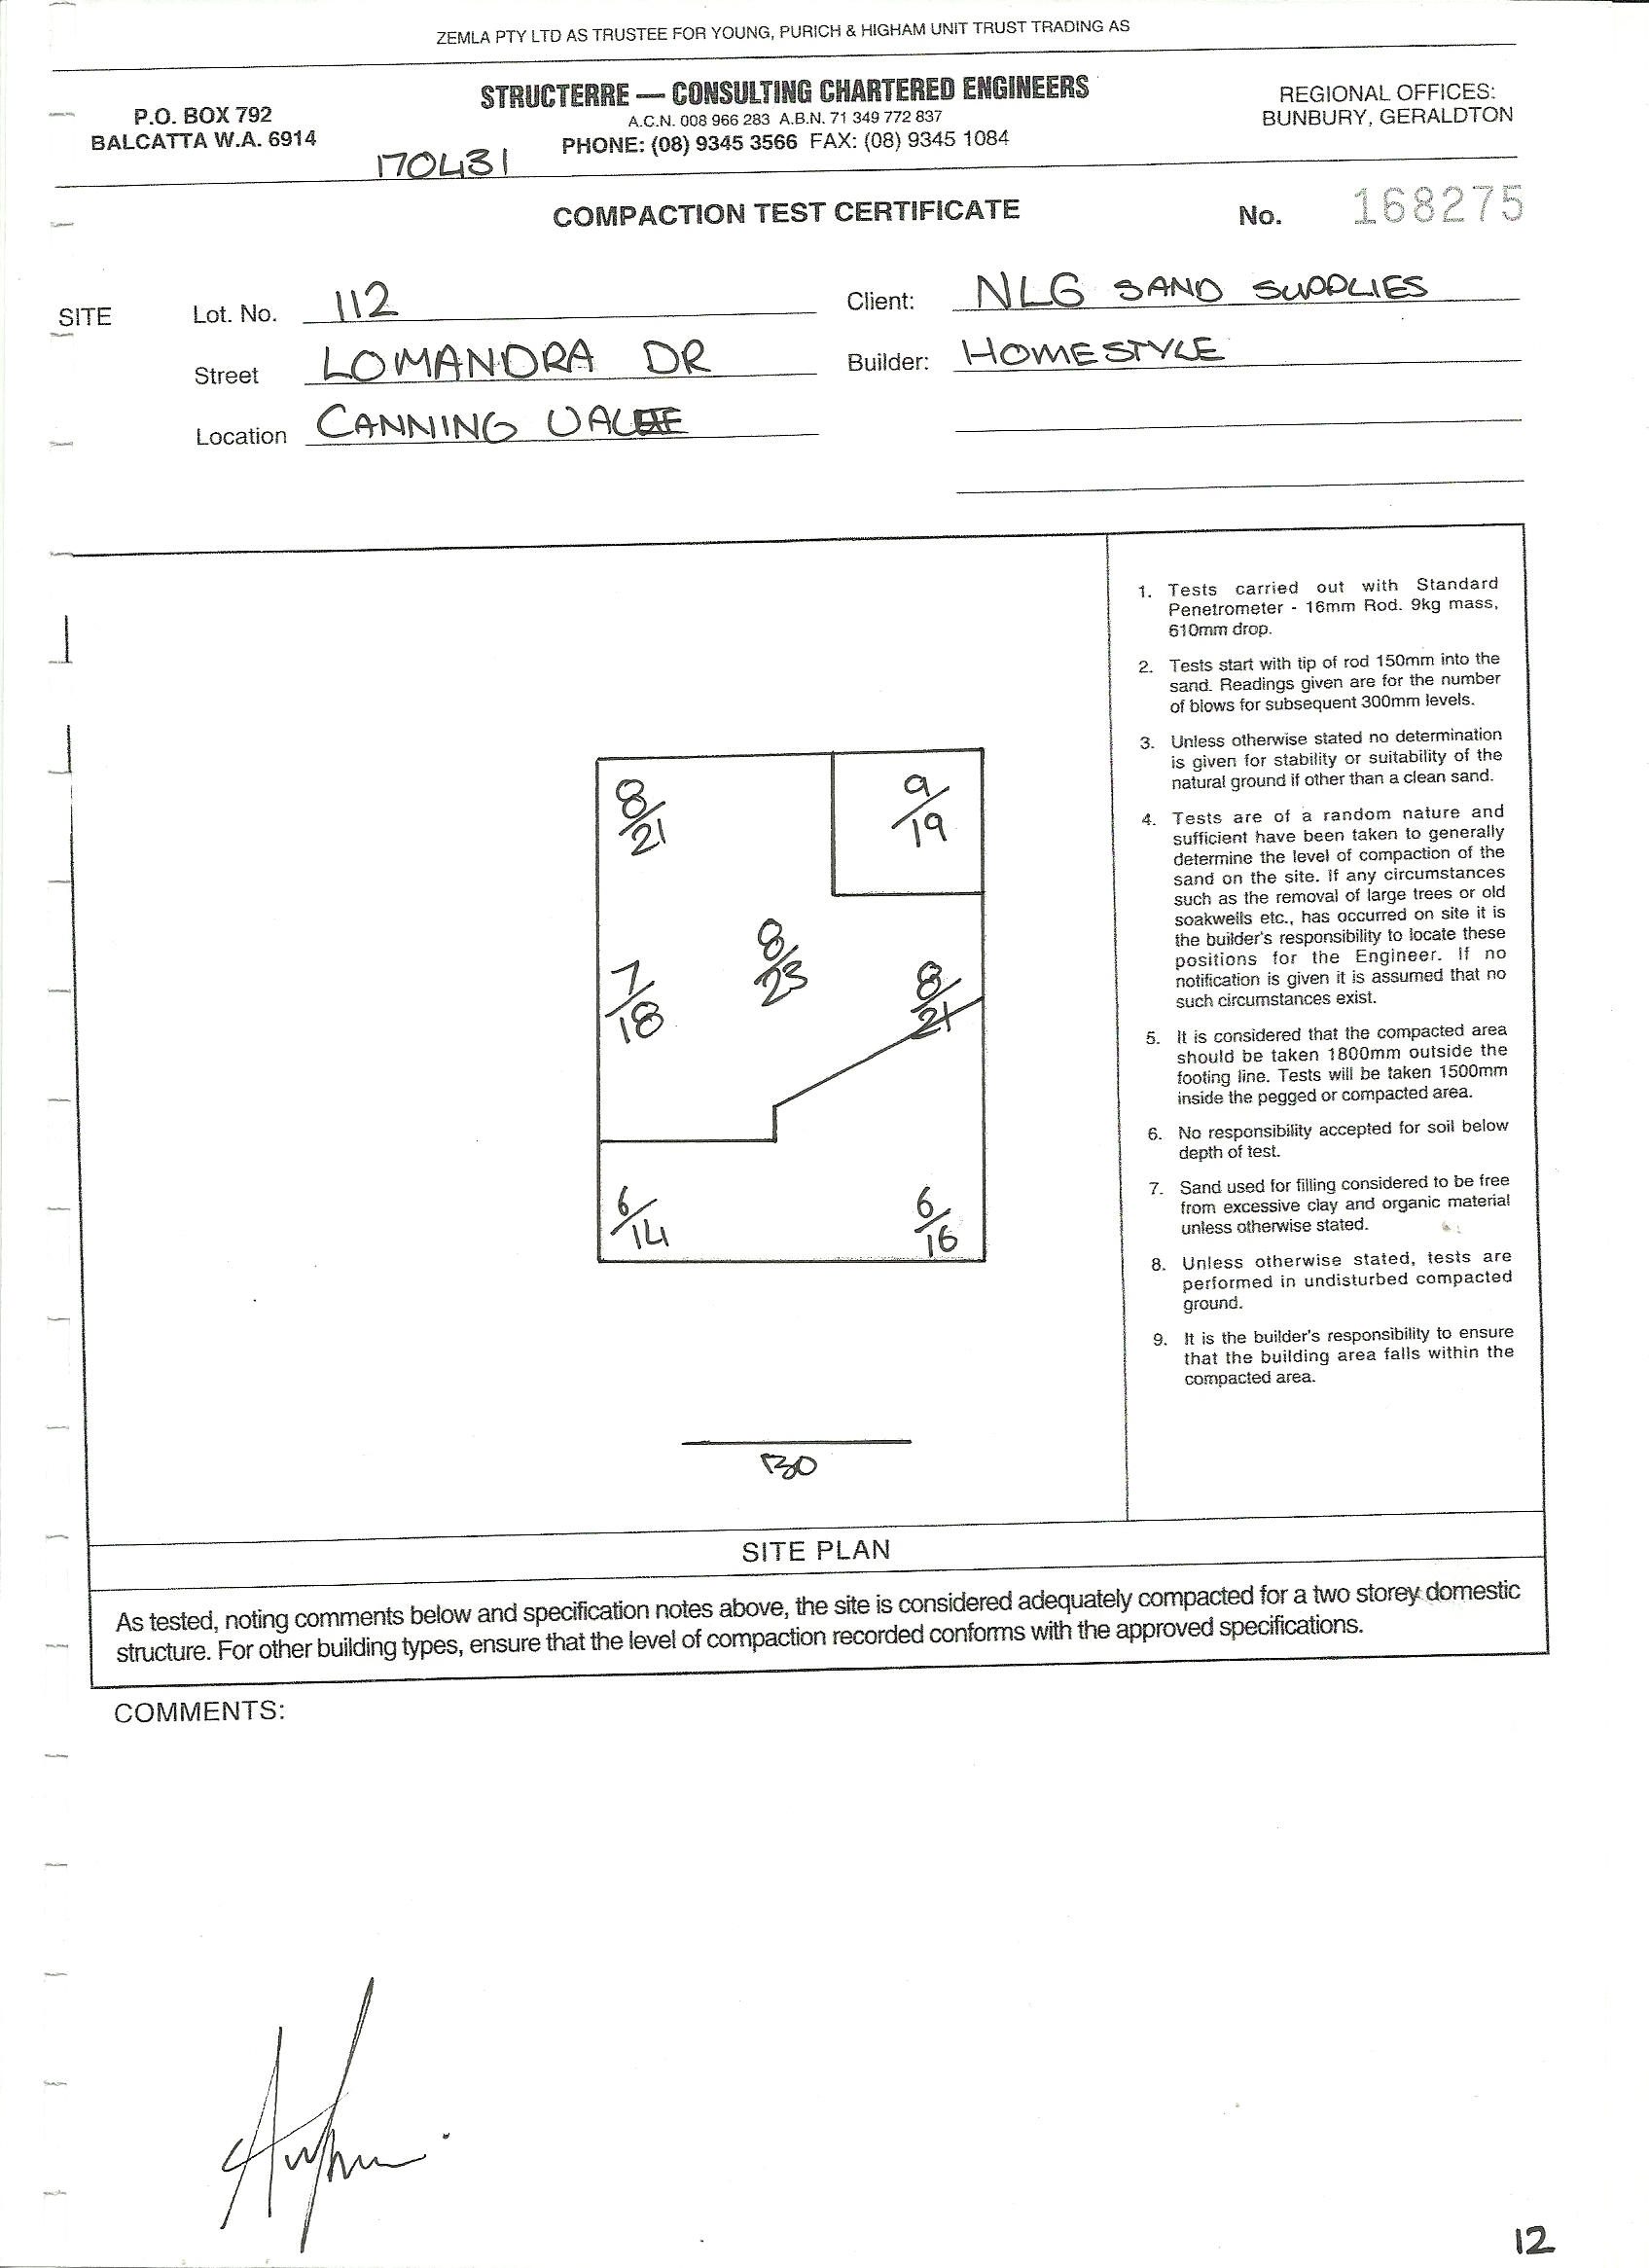 ZEMLA PTY LTD AS TRUSTEE FOR YOUNG, PURICH & HIGHAM UNIT TRUST TRADING AS
STRUCTERRE — CONSULTING CHARTERED ENGINEERS
A.C.N. 008 966 283 A.B.N. 71 349 772 837
PHONE: (08) 9345 3566 FAX: (08) 9345 1084
P.O. BOX 792
BALCATTA W.A. 6914
REGIONAL OFFICES:
BUNBURY, GERALDTON
170431
COMPACTION TEST CERTIFICATE
No. 168275
SITE
Lot. No. 112
Street LOMANDRA DR
Location CANNING VALE
Client: NLG SAND SUPPLIES
Builder: HOMESTYLE
8/21
9/19
8/23
7/18
8/21
6/14
6/16
1. Tests carried out with Standard
Penetrometer - 16mm Rod. 9kg mass,
610mm drop.
2. Tests start with tip of rod 150mm into the
sand. Readings given are for the number
of blows for subsequent 300mm levels.
3. Unless otherwise stated no determination
is given for stability or suitability of the
natural ground if other than a clean sand.
4. Tests are of a random nature and
sufficient have been taken to generally
determine the level of compaction of the
sand on the site. If any circumstances
such as the removal of large trees or old
soakwells etc., has occurred on site it is
the builder's responsibility to locate these
positions for the Engineer. If no
notification is given it is assumed that no
such circumstances exist.
5. It is considered that the compacted area
should be taken 1800mm outside the
footing line. Tests will be taken 1500mm
inside the pegged or compacted area.
6. No responsibility accepted for soil below
depth of test.
7. Sand used for filling considered to be free
from excessive clay and organic material
unless otherwise stated.
8. Unless otherwise stated, tests are
performed in undisturbed compacted
ground.
9. It is the builder's responsibility to ensure
that the building area falls within the
compacted area.
SITE PLAN
As tested, noting comments below and specification notes above, the site is considered adequately compacted for a two storey domestic
structure. For other building types, ensure that the level of compaction recorded conforms with the approved specifications.
COMMENTS:
12